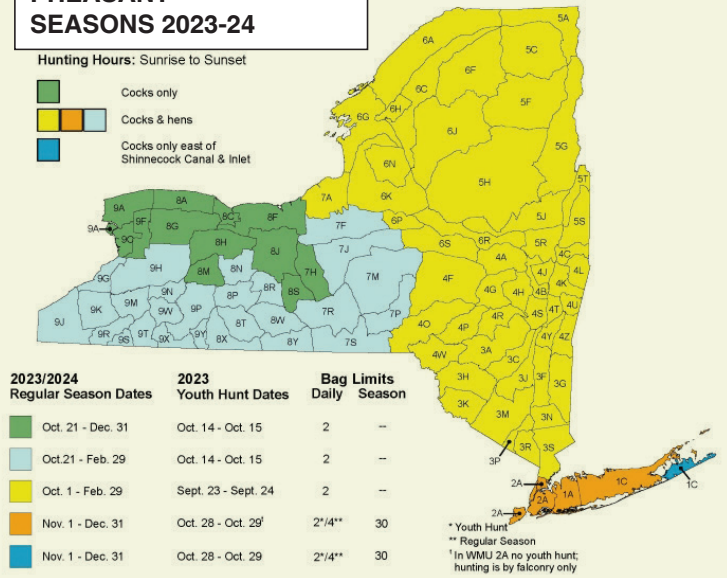 SEASONS 2023-24
Hunting Hours: Sunrise to Sunset
Cocks only
Cocks & hens
Cocks only east of
Shinnecock Canal & Inlet
5A
6A
5C
6F
6C
5F
6H
6G
6J
5G
6N
5H
5T
6K
7A
9A
8A
8C
8F
9F
8G
9A
9C
8H
8J
7F
6P
5J
5S
6S
6R
5R
7J
4A
4C
9G
9H
8M
8N
7H
7M
4F
4J
4L
4K
8R
8S
4G
4H
4B
9K
9M
9N
9P
8P
7R
7P
4R
4S
4T
4U
9J
9W
8T
8W
4O
4P
9R
9S
9T
9X
9Y
8X
8Y
7S
4Y
4Z
4W
3A
3C
3H
3J
3F
3G
3K
3M
3N
3P
3R
3S
2A
2A
2A
1A
1C
1C
2023/2024
Regular Season Dates
2023
Youth Hunt Dates
Bag Limits
Daily Season
Oct. 21 - Dec. 31 Oct. 14 - Oct. 15 2 --
Oct.21 - Feb. 29 Oct. 14 - Oct. 15 2 --
Oct. 1 - Feb. 29 Sept. 23 - Sept. 24 2 --
Nov. 1 - Dec. 31 Oct. 28 - Oct. 29† 2*/4** 30
Nov. 1 - Dec. 31 Oct. 28 - Oct. 29 2*/4** 30
* Youth Hunt
** Regular Season
† In WMU 2A no youth hunt;
hunting is by falconry only